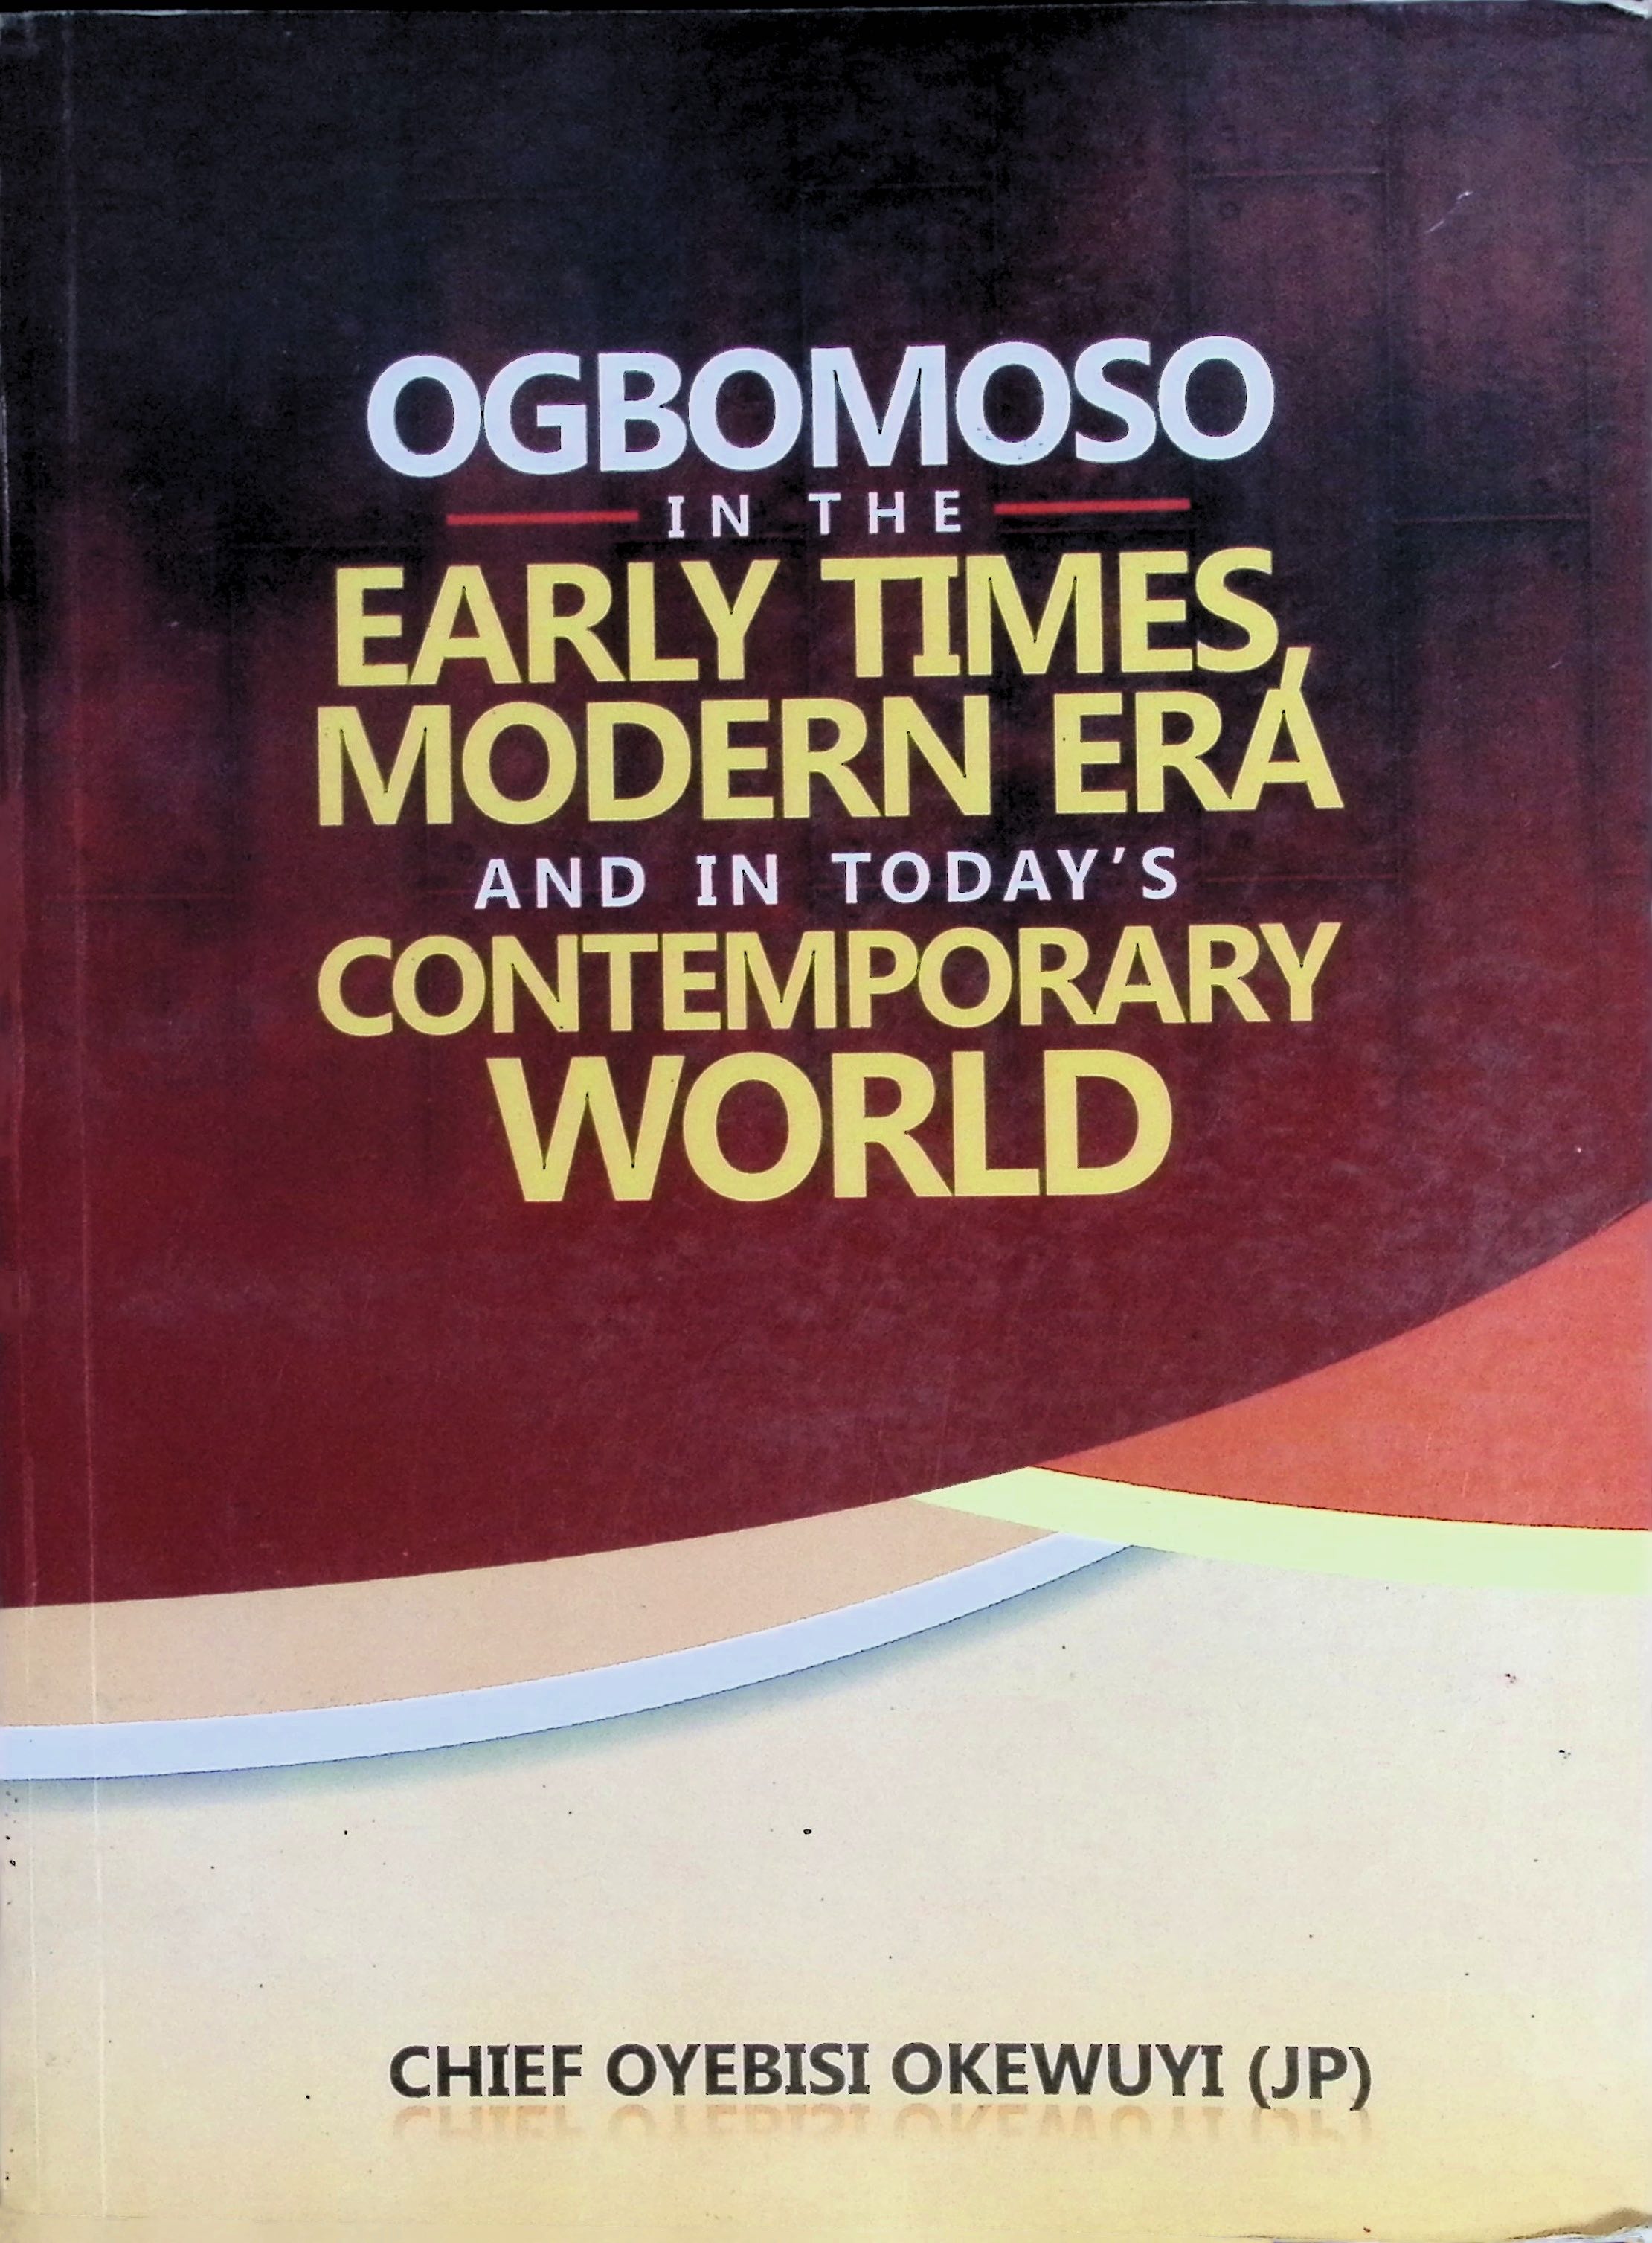 OGBOMOSO
IN THE
EARLY TIMES,
MODERN ERA
AND IN TODAY'S
CONTEMPORARY
WORLD
CHIEF OYEBISI OKEWUYI (JP)